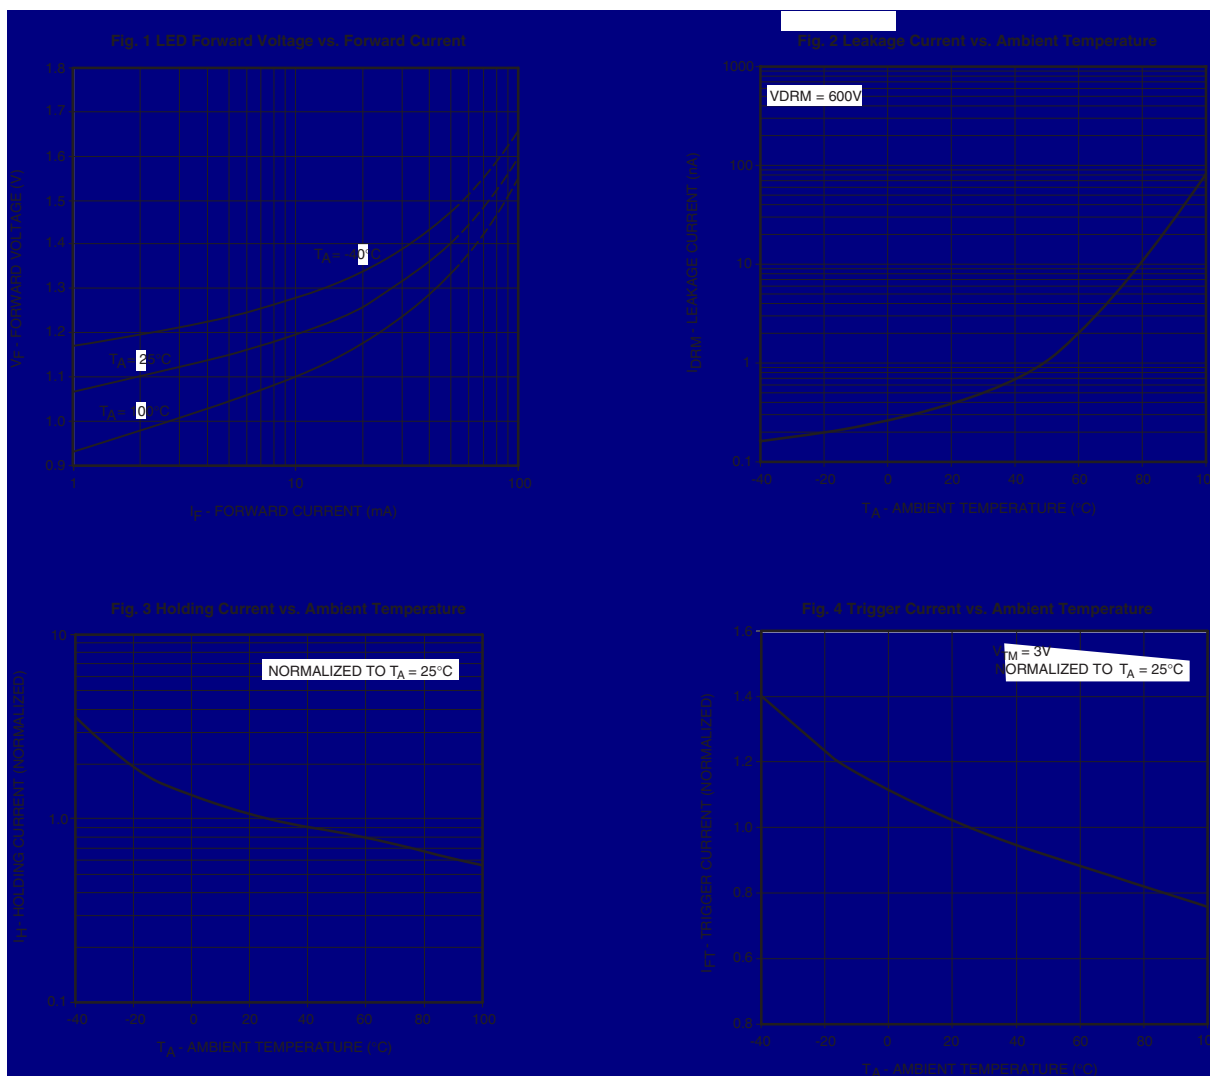 Fig. 1 LED Forward Voltage vs. Forward Current
1.8
1.7
1.6
1.5
1.4
1.3
1.2
1.1
1.0
0.9
VF - FORWARD VOLTAGE (V)
TA = -40°C
TA = 25°C
TA = 100°C
1
10
100
IF - FORWARD CURRENT (mA)
Fig. 2 Leakage Current vs. Ambient Temperature
1000
100
10
1
0.1
IDRM - LEAKAGE CURRENT (nA)
VDRM = 600V
-40
-20
0
20
40
60
80
TA - AMBIENT TEMPERATURE (°C)
Fig. 3 Holding Current vs. Ambient Temperature
10
1.0
0.1
IH - HOLDING CURRENT (NORMALIZED)
NORMALIZED TO TA = 25°C
-40
-20
0
20
40
60
80
100
TA - AMBIENT TEMPERATURE (°C)
Fig. 4 Trigger Current vs. Ambient Temperature
1.6
1.4
1.2
1.0
0.8
0.6
0.8
IFT - TRIGGER CURRENT (NORMALIZED)
VTM = 3V
NORMALIZED TO TA = 25°C
-40
-20
0
20
40
60
80
TA - AMBIENT TEMPERATURE (°C)